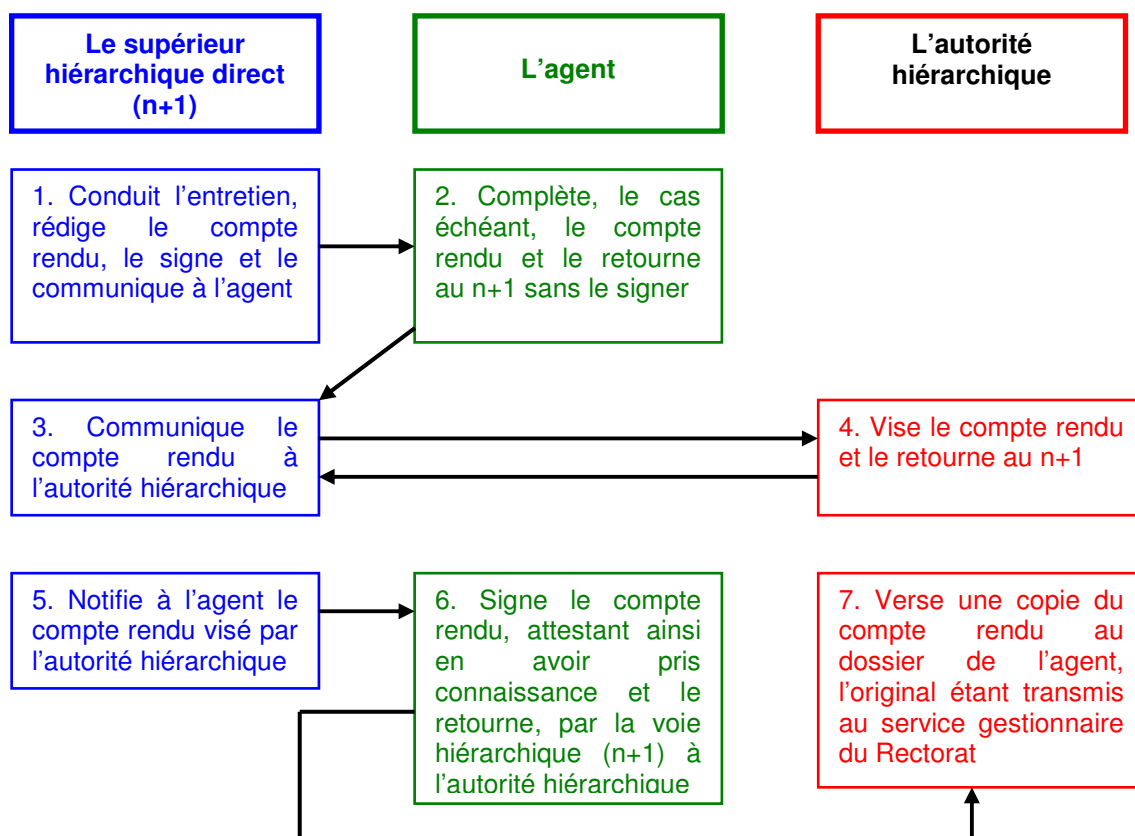 Le supérieur
hiérarchique direct
(n+1)
L’agent
L’autorité
hiérarchique
1. Conduit l’entretien,
rédige le compte
rendu, le signe et le
communique à l’agent
2. Complète, le cas
échéant, le compte
rendu et le retourne
au n+1 sans le signer
3. Communique le
compte rendu à
l’autorité hiérarchique
4. Vise le compte rendu
et le retourne au n+1
5. Notifie à l’agent le
compte rendu visé par
l’autorité hiérarchique
6. Signe le compte
rendu, attestant ainsi
en avoir pris
connaissance et le
retourne, par la voie
hiérarchique (n+1) à
l’autorité hiérarchique
7. Verse une copie du
compte rendu au
dossier de l’agent,
l’original étant transmis
au service gestionnaire
du Rectorat